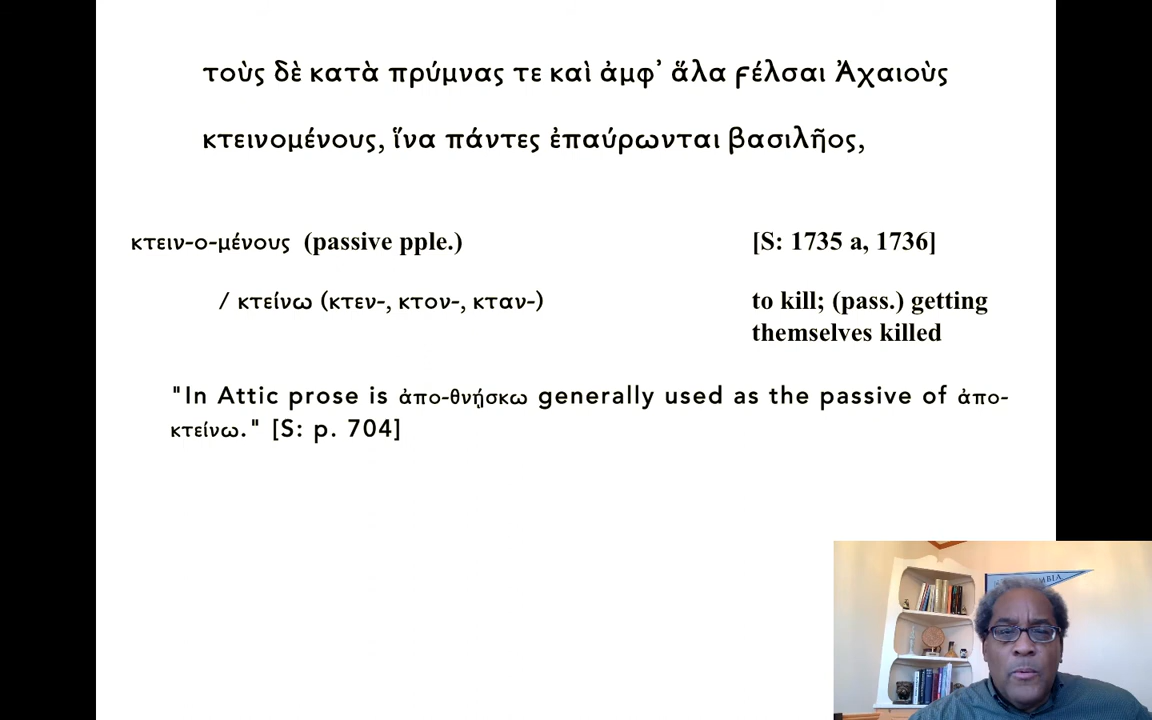 τοὺς δὲ κατὰ πρύμνας τε καὶ ἀμφ’ ἅλα ϝέλσαι Ἀχαιοὺς
κτεινομένους, ἵνα πάντες ἐπαύρωνται βασιλῆος,
κτειν-ο-μένους (passive pple.) [S: 1735 a, 1736]
/ κτείνω (κτεν-, κτον-, κταν-) to kill; (pass.) getting
themselves killed
"In Attic prose is ἀπο-θνῄσκω generally used as the passive of ἀπο-
κτείνω." [S: p. 704]